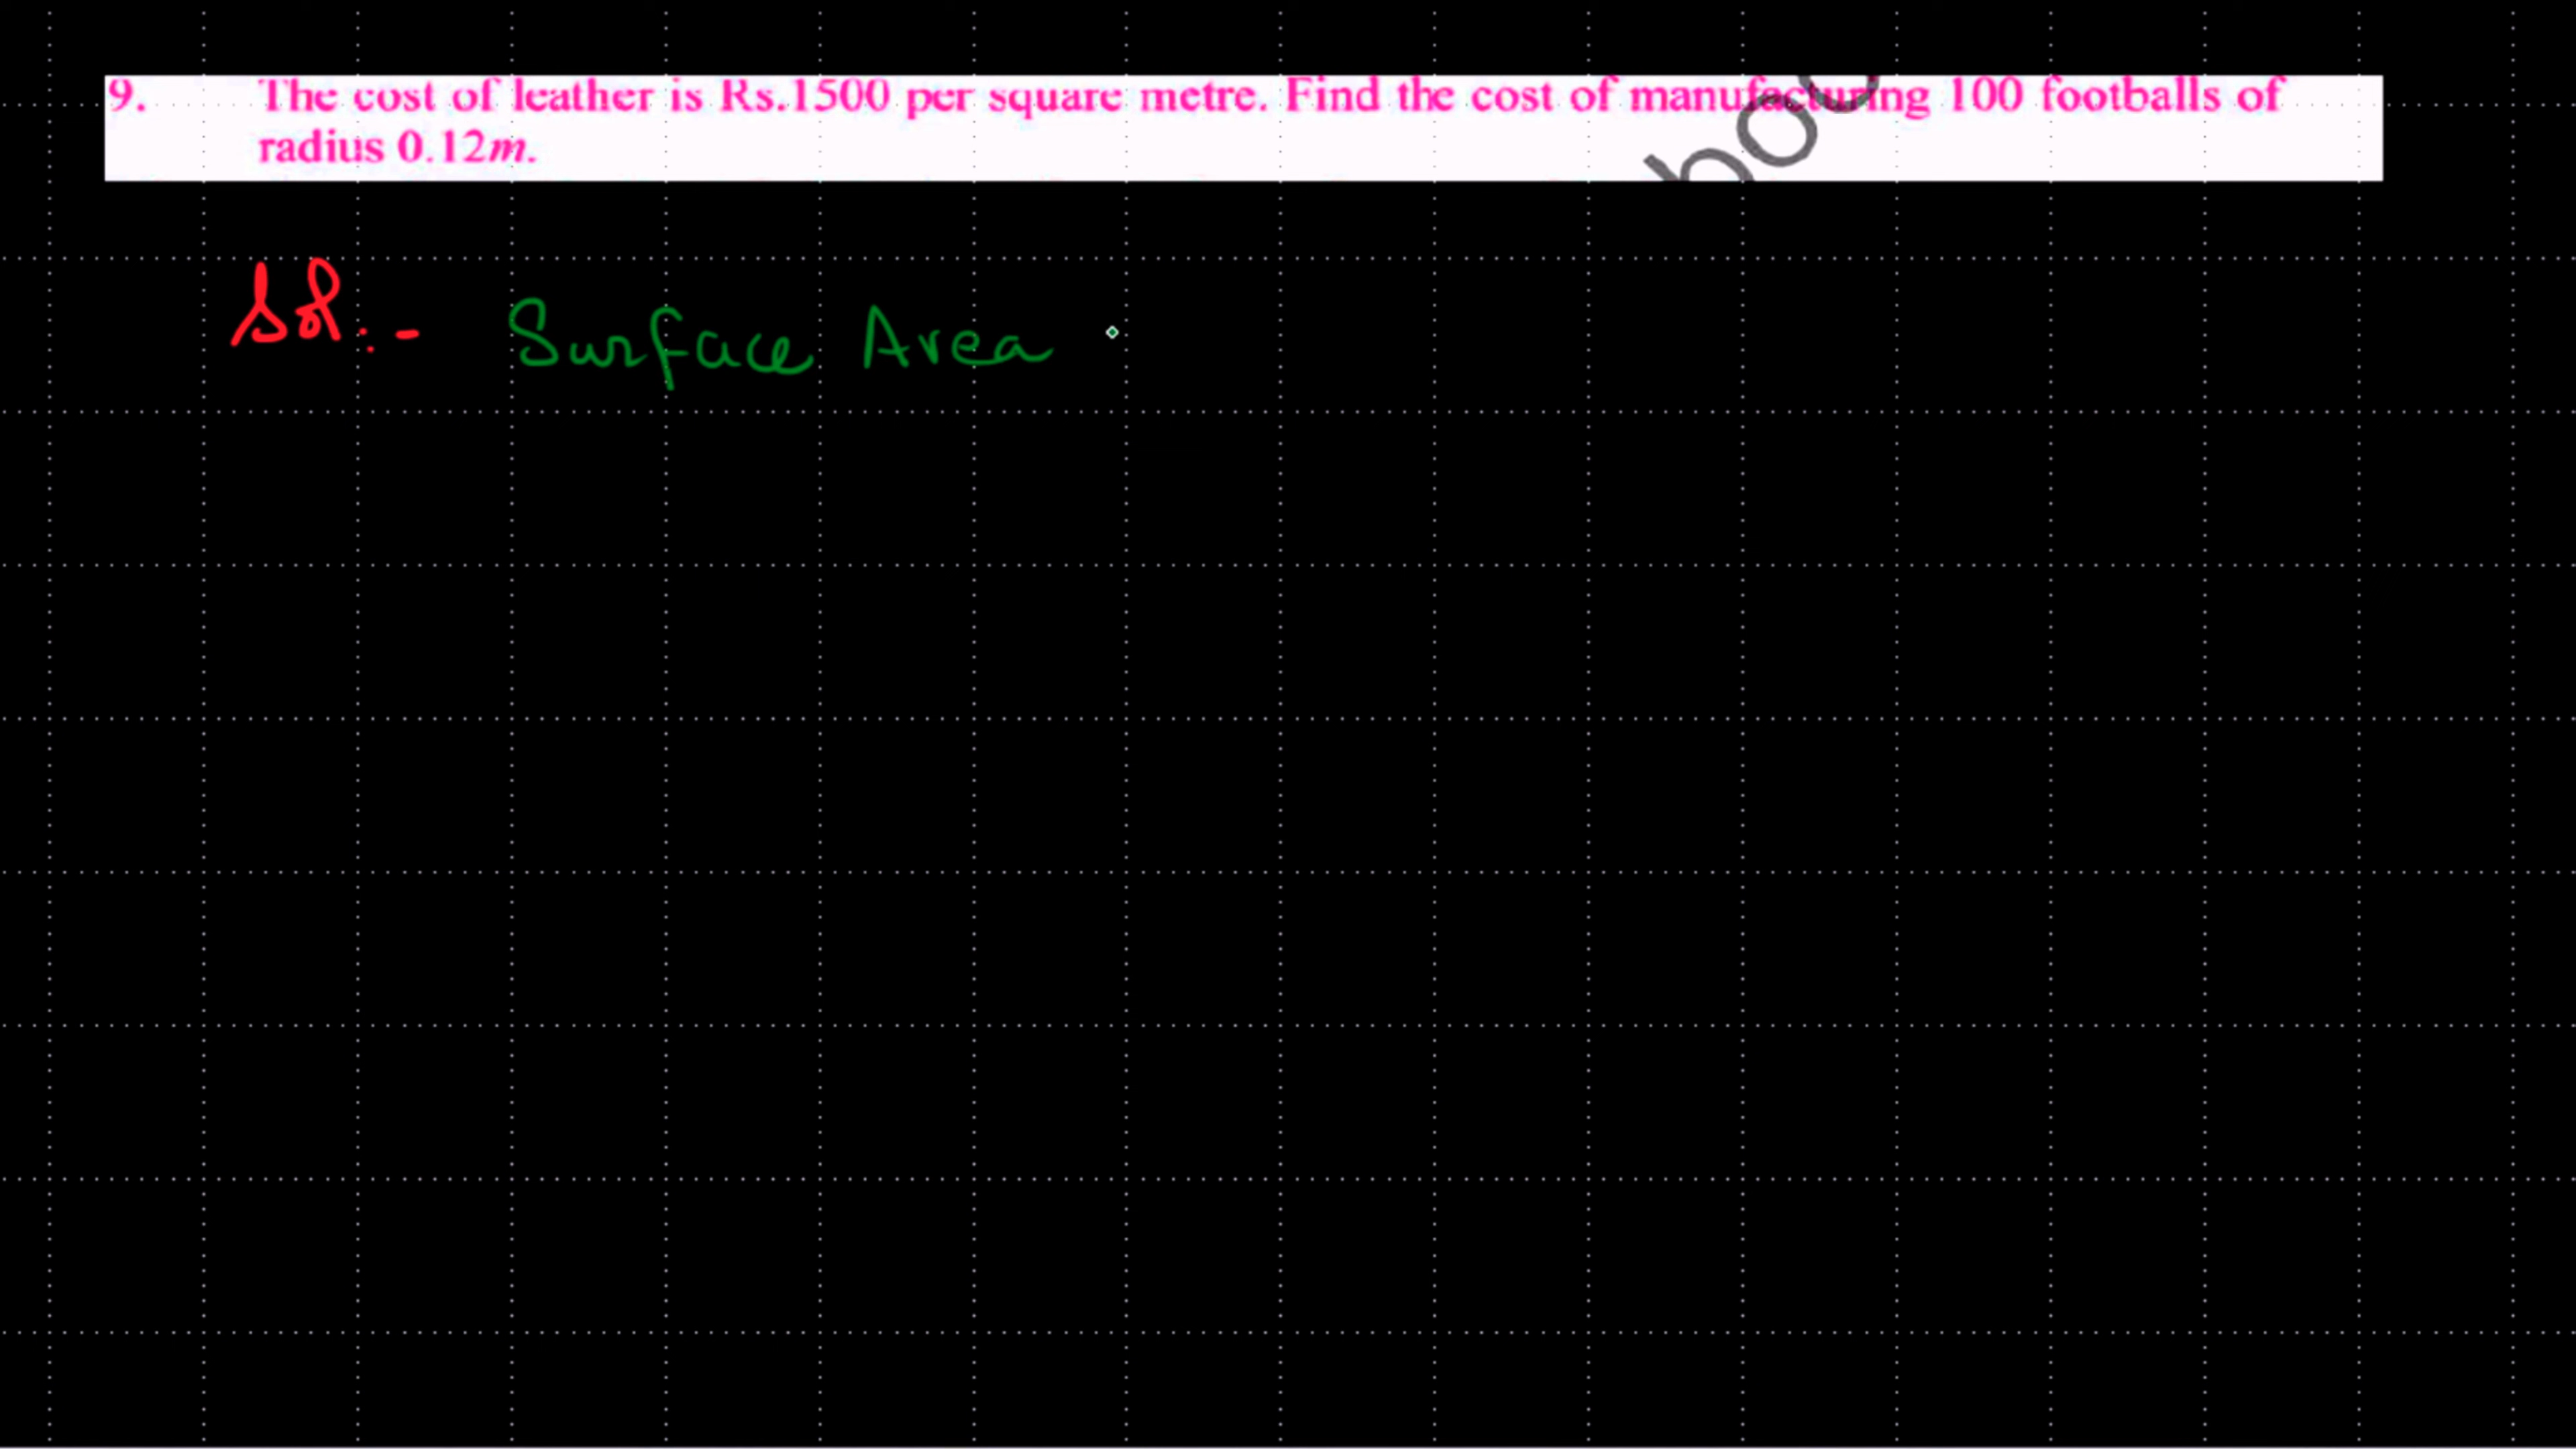 9. The cost of leather is Rs.1500 per square metre. Find the cost of manufacturing 100 footballs of
radius 0.12m.
boo
Sol:- Surface Area